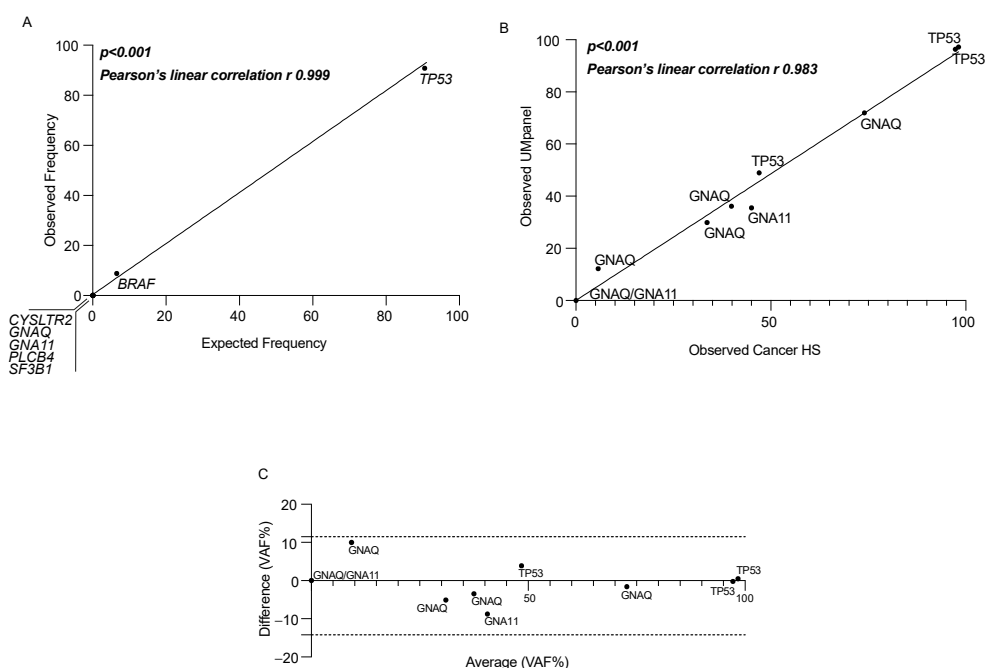 A
p<0.001
Pearson's linear correlation r 0.999
100
80
60
40
20
0
Observed Frequency
TP53
BRAF
0 20 40 60 80 100
Expected Frequency
CYSLTR2
GNAQ
GNA11
PLCB4
SF3B1
B
p<0.001
Pearson's linear correlation r 0.983
100
80
60
40
20
0
Observed UMpanel
TP53
TP53
GNAQ
TP53
GNAQ
GNA11
GNAQ
GNAQ
GNAQ/GNA11
0 50 100
Observed Cancer HS
C
20
10
0
−10
−20
Difference (VAF%)
GNAQ
GNAQ/GNA11
TP53
TP53
TP53
GNAQ
GNAQ
GNAQ
GNA11
50 100
Average (VAF%)